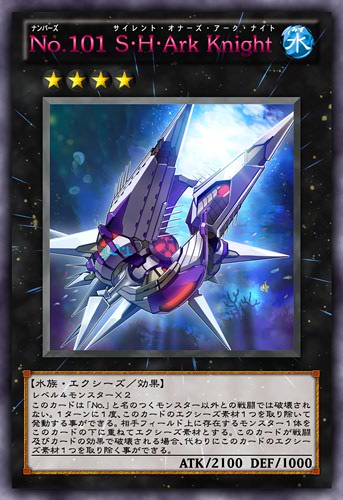 ナンバーズ サイレント・オナーズ・アーク・ナイト
No.101 S·H·Ark Knight
水
【水族・エクシーズ／効果】
レベル4モンスター×2
このカードは「No.」と名のつくモンスター以外との戦闘では破壊され
ない。1ターンに1度、このカードのエクシーズ素材1つを取り除いて
発動する事ができる。相手フィールド上に存在するモンスター1体を
このカードの下に重ねてエクシーズ素材とする。このカードが戦闘
及びカードの効果で破壊される場合、代わりにこのカードのエクシー
ズ素材1つを取り除く事ができる。
ATK/2100 DEF/1000